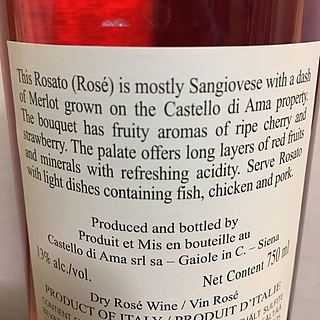 This Rosato (Rosé) is mostly Sangiovese with a dash
of Merlot grown on the Castello di Ama property.
The bouquet has fruity aromas of ripe cherry and
strawberry. The palate offers long layers of red fruits
and minerals with refreshing acidity. Serve Rosato
with light dishes containing fish, chicken and pork.
Produced and bottled by
Produit et Mis en bouteille au
Castello di Ama srl sa – Gaiole in C. – Siena
13% alc./vol.
Net Content 750 ml
Dry Rosé Wine / Vin Rosé
PRODUCT OF ITALY / PRODUIT D'ITALIE